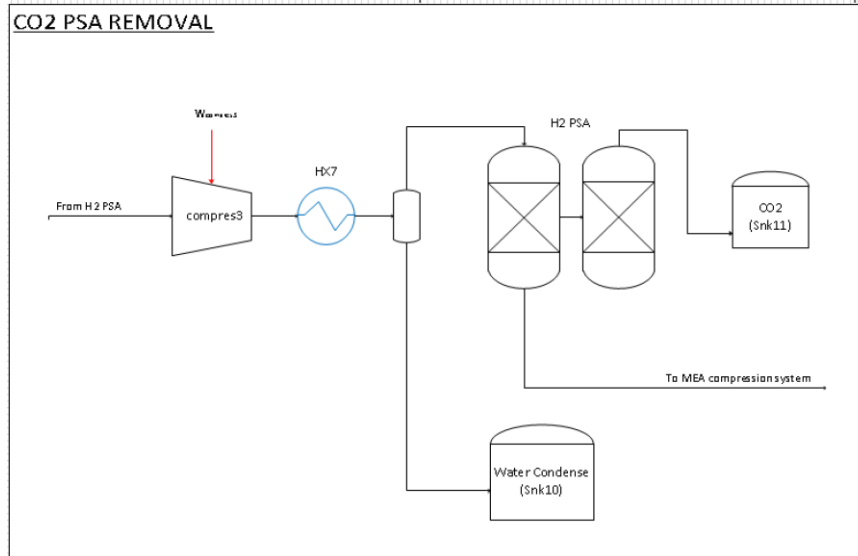 CO2 PSA REMOVAL
H2 PSA
HX7
From H2 PSA
compres3
CO2
(Snk11)
To MEA compression system
Water Condense
(Snk10)